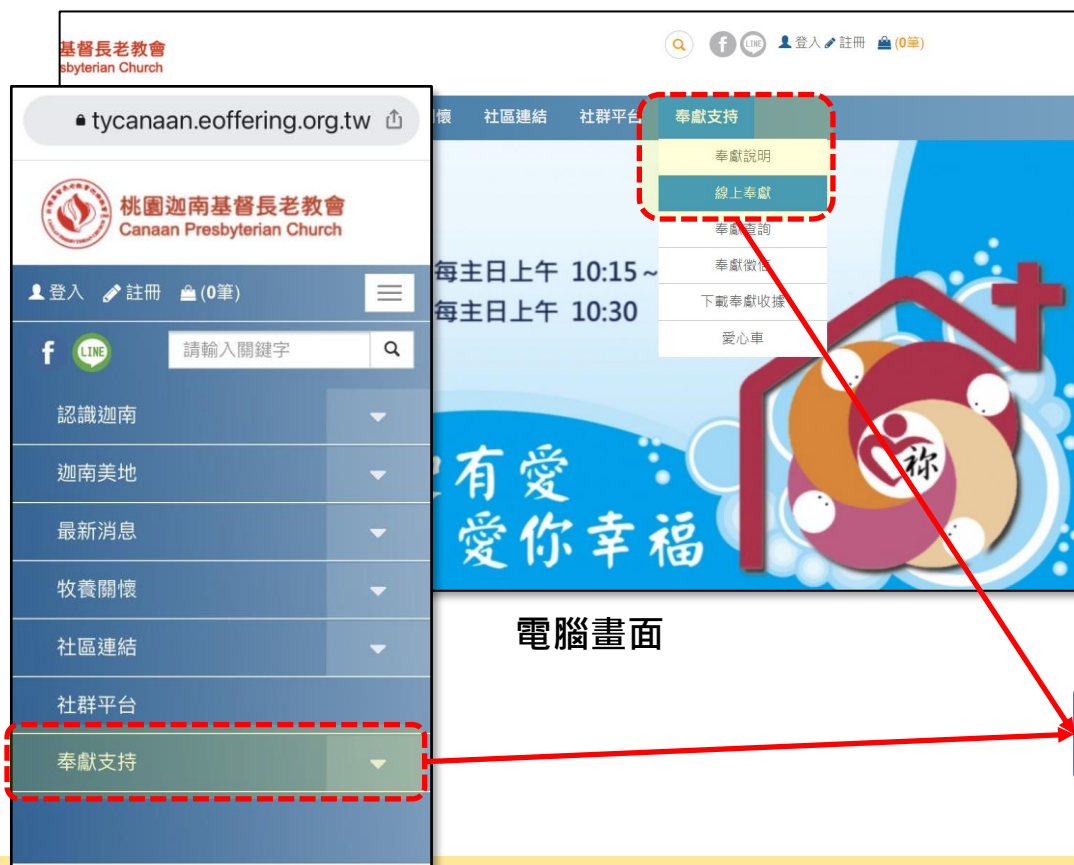 基督長老教會
sbyterian Church
登入 註冊 (0筆)
懷 社區連結 社群平台 奉獻支持
奉獻說明
線上奉獻
奉獻查詢
奉獻徵信
下載奉獻收據
愛心車
每主日上午 10:15~
每主日上午 10:30
有愛
愛你幸福
祢
電腦畫面
tycanaan.eoffering.org.tw
桃園迦南基督長老教會
Canaan Presbyterian Church
登入 註冊 (0筆)
f LINE 請輸入關鍵字
認識迦南
迦南美地
最新消息
牧養關懷
社區連結
社群平台
奉獻支持